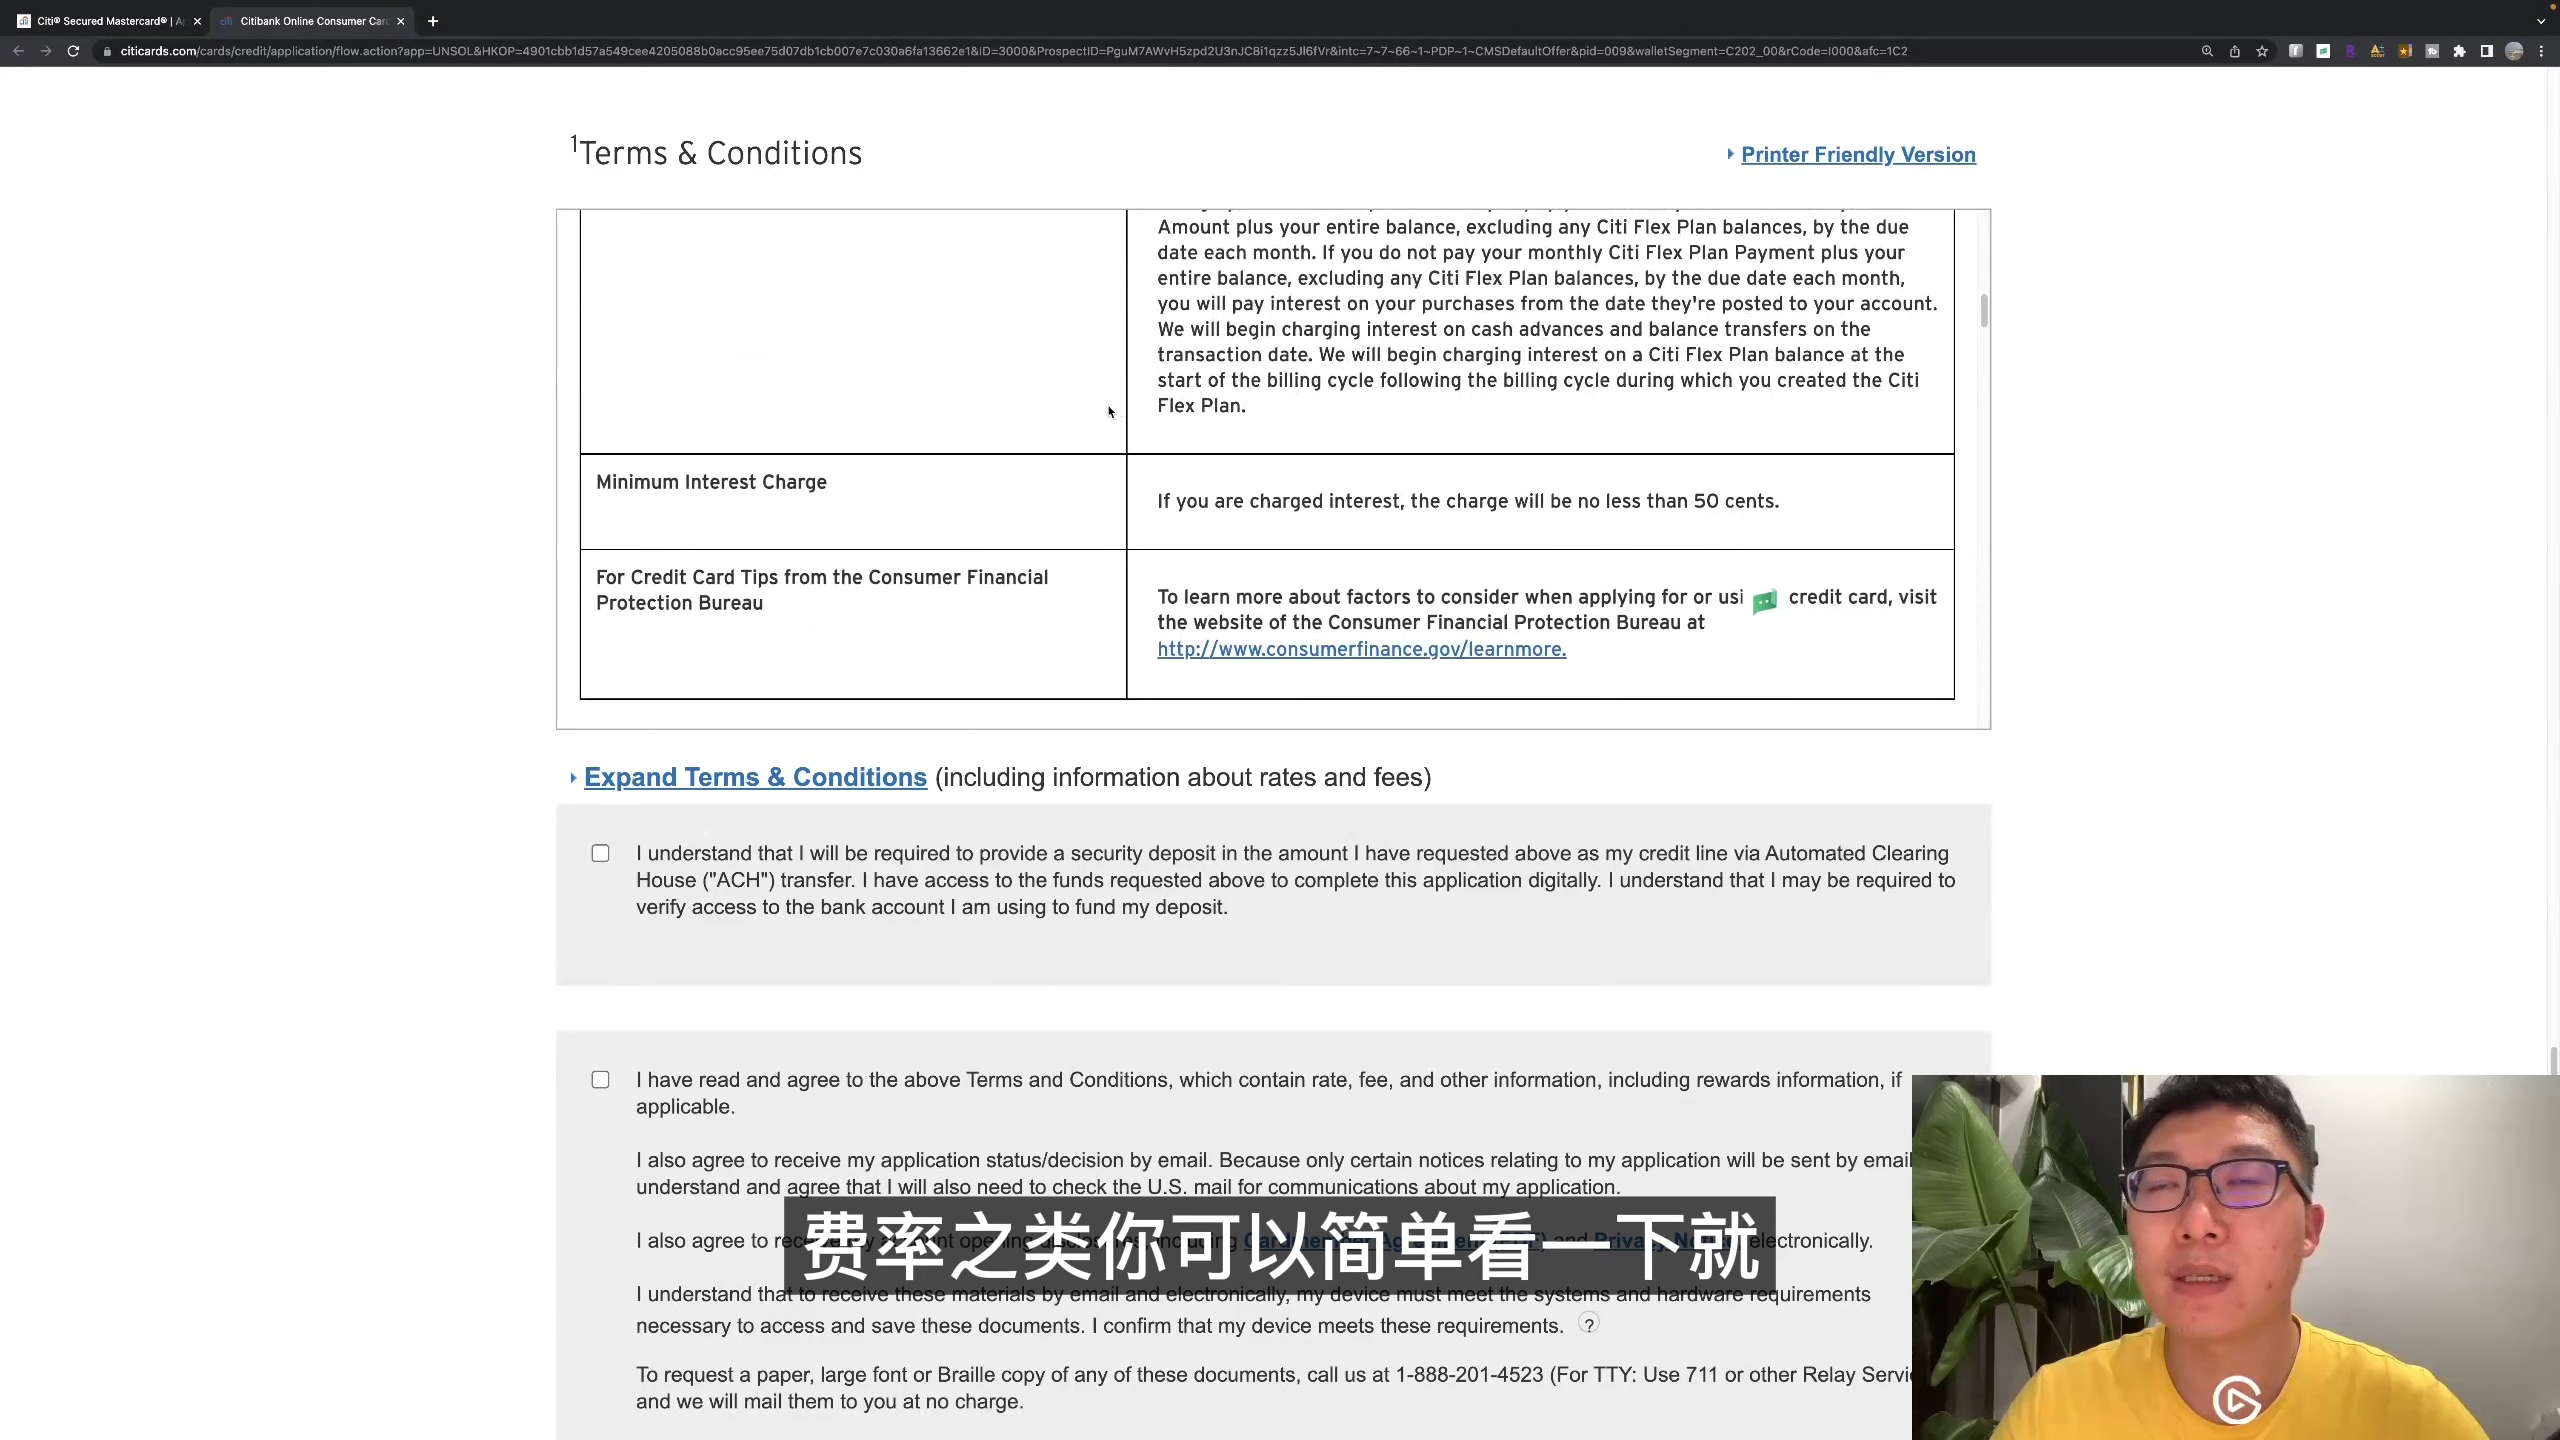 Citi® Secured Mastercard® | A
Citibank Online Consumer Car
citicards.com/cards/credit/application/flow.action?app=UNSOL&HKOP=4901cbb1d57a549cee4205088b0acc95ee75d07db1cb007e7c030a6fa13662e1&ID=3000&ProspectID=PguM7AWvH5zpd2U3nJC8i1qzz5Jl6fVr&intc=7~7~66~1~PDP~1~CMSDefaultOffer&pid=009&walletSegment=C202_00&rCode=I000&afc=1C2
¹Terms & Conditions
Printer Friendly Version
Amount plus your entire balance, excluding any Citi Flex Plan balances, by the due
date each month. If you do not pay your monthly Citi Flex Plan Payment plus your
entire balance, excluding any Citi Flex Plan balances, by the due date each month,
you will pay interest on your purchases from the date they're posted to your account.
We will begin charging interest on cash advances and balance transfers on the
transaction date. We will begin charging interest on a Citi Flex Plan balance at the
start of the billing cycle following the billing cycle during which you created the Citi
Flex Plan.
Minimum Interest Charge
If you are charged interest, the charge will be no less than 50 cents.
For Credit Card Tips from the Consumer Financial
Protection Bureau
To learn more about factors to consider when applying for or usi credit card, visit
the website of the Consumer Financial Protection Bureau at
http://www.consumerfinance.gov/learnmore.
Expand Terms & Conditions (including information about rates and fees)
I understand that I will be required to provide a security deposit in the amount I have requested above as my credit line via Automated Clearing
House ("ACH") transfer. I have access to the funds requested above to complete this application digitally. I understand that I may be required to
verify access to the bank account I am using to fund my deposit.
I have read and agree to the above Terms and Conditions, which contain rate, fee, and other information, including rewards information, if
applicable.
I also agree to receive my application status/decision by email. Because only certain notices relating to my application will be sent by email
understand and agree that I will also need to check the U.S. mail for communications about my application.
I also agree to electronically.
费率之类你可以简单看一下就
I understand that to receive these materials by email and electronically, my device must meet the systems and hardware requirements
necessary to access and save these documents. I confirm that my device meets these requirements. ?
To request a paper, large font or Braille copy of any of these documents, call us at 1-888-201-4523 (For TTY: Use 711 or other Relay Servi
and we will mail them to you at no charge.